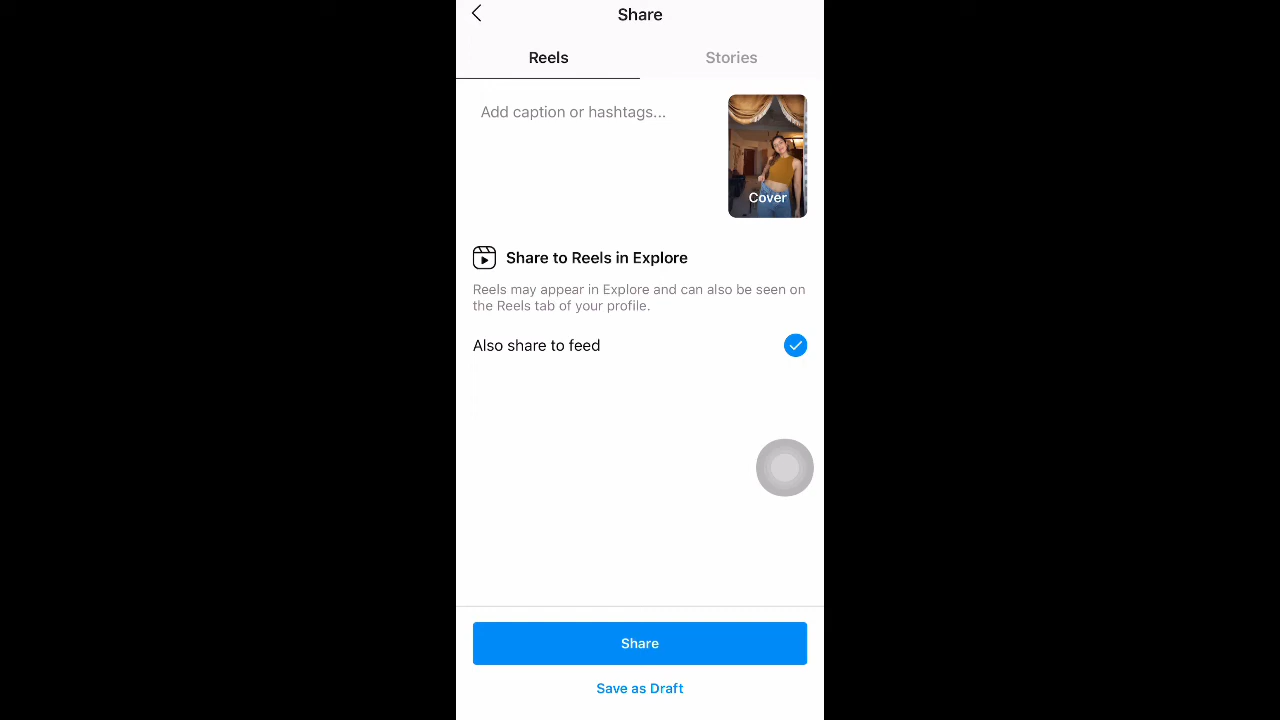 Share
Reels
Stories
Add caption or hashtags...
Cover
Share to Reels in Explore
Reels may appear in Explore and can also be seen on
the Reels tab of your profile.
Also share to feed
Share
Save as Draft